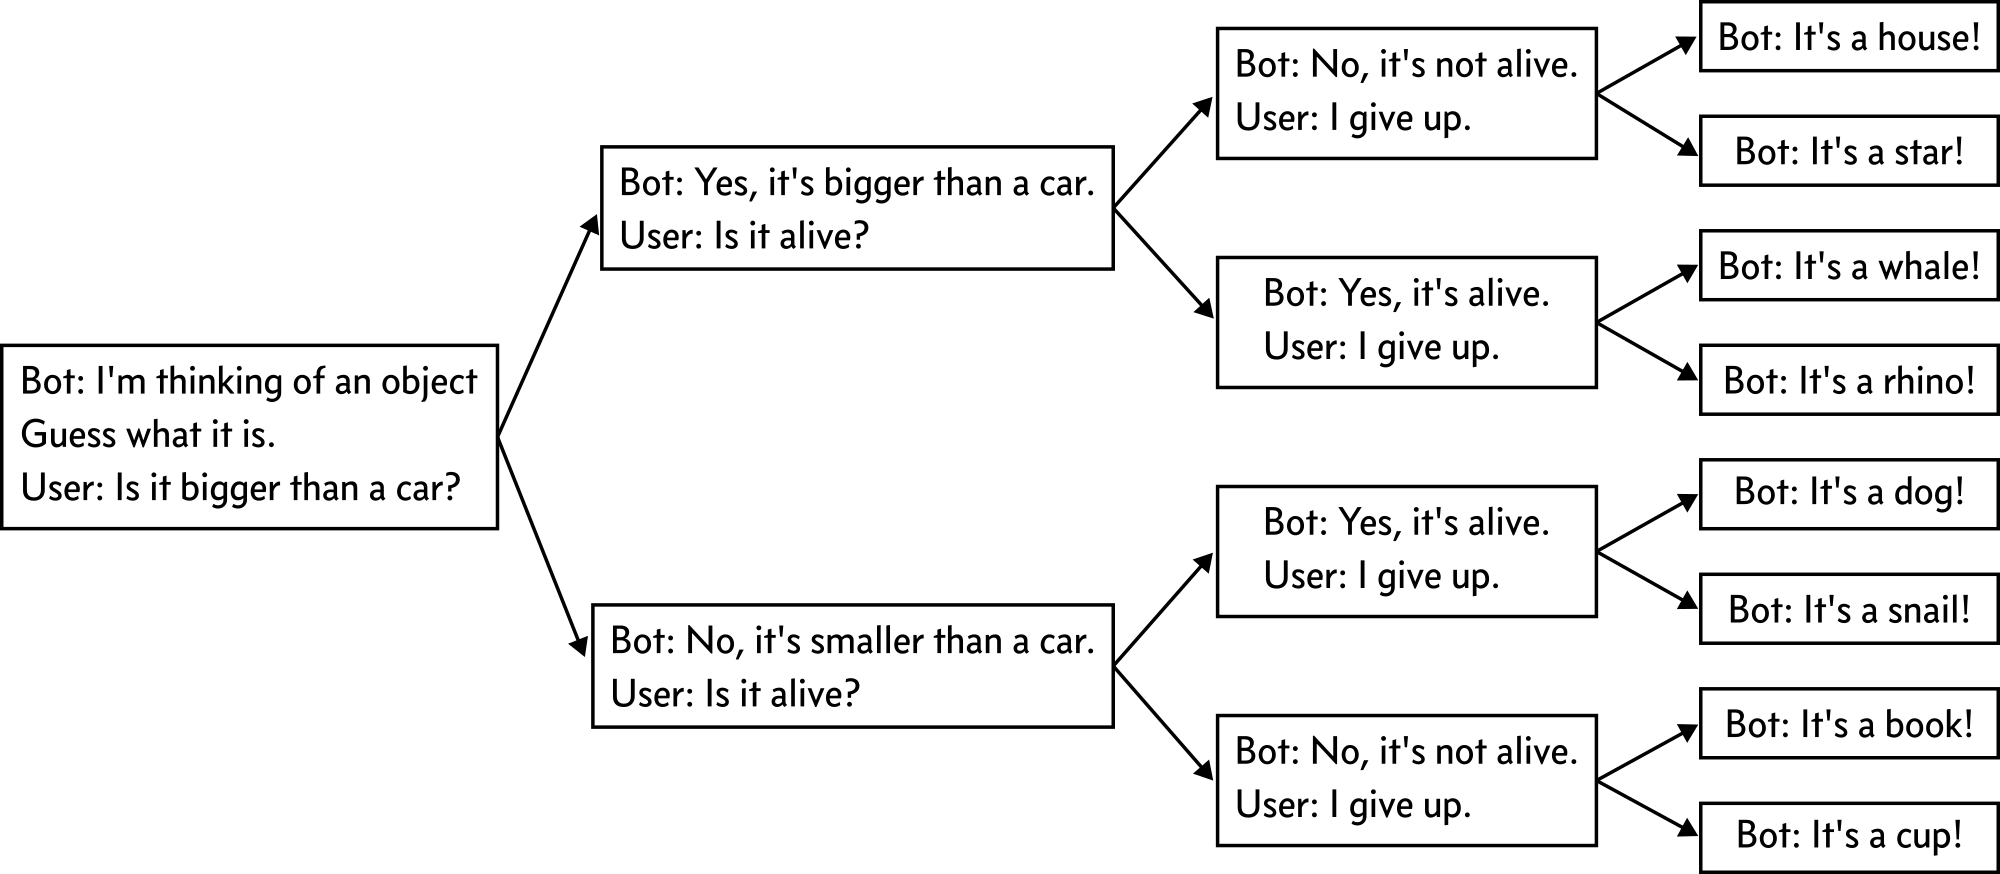 Bot: I'm thinking of an object
Guess what it is.
User: Is it bigger than a car?
Bot: Yes, it's bigger than a car.
User: Is it alive?
Bot: No, it's smaller than a car.
User: Is it alive?
Bot: No, it's not alive.
User: I give up.
Bot: Yes, it's alive.
User: I give up.
Bot: Yes, it's alive.
User: I give up.
Bot: No, it's not alive.
User: I give up.
Bot: It's a house!
Bot: It's a star!
Bot: It's a whale!
Bot: It's a rhino!
Bot: It's a dog!
Bot: It's a snail!
Bot: It's a book!
Bot: It's a cup!